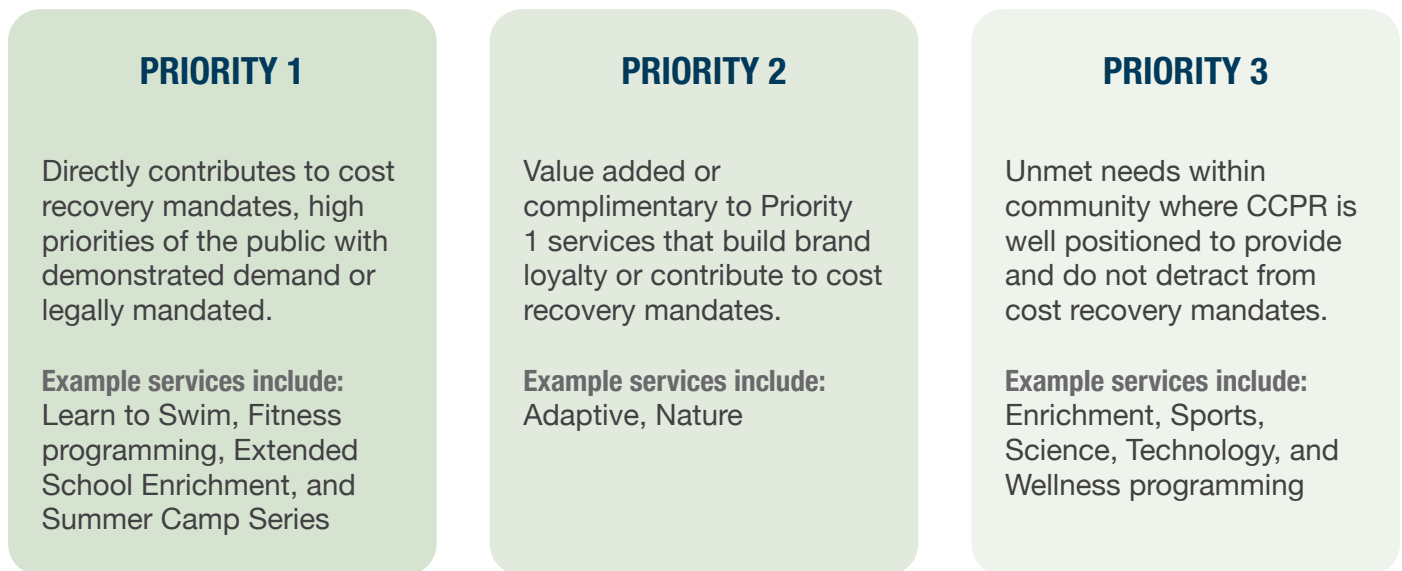 PRIORITY 1
Directly contributes to cost
recovery mandates, high
priorities of the public with
demonstrated demand or
legally mandated.
Example services include:
Learn to Swim, Fitness
programming, Extended
School Enrichment, and
Summer Camp Series
PRIORITY 2
Value added or
complimentary to Priority
1 services that build brand
loyalty or contribute to cost
recovery mandates.
Example services include:
Adaptive, Nature
PRIORITY 3
Unmet needs within
community where CCPR is
well positioned to provide
and do not detract from
cost recovery mandates.
Example services include:
Enrichment, Sports,
Science, Technology, and
Wellness programming